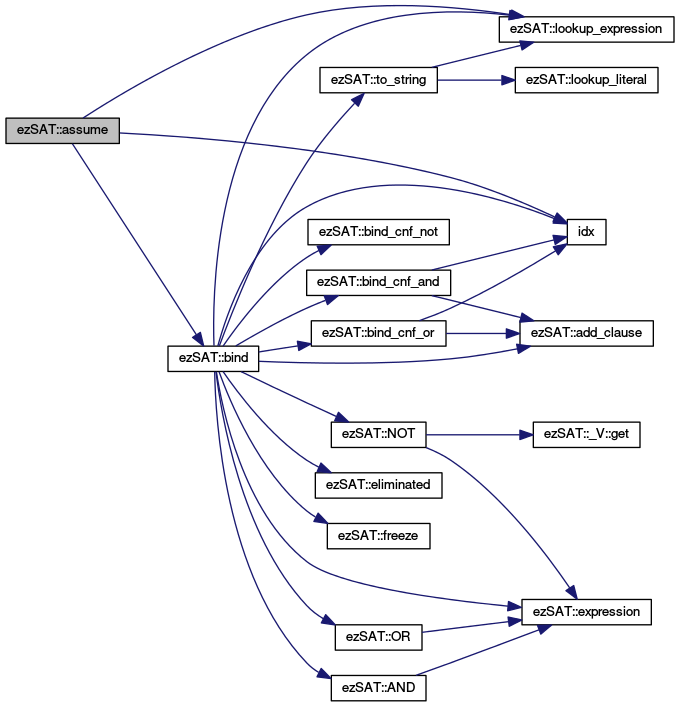 ezSAT::lookup_expression
ezSAT::to_string
ezSAT::lookup_literal
ezSAT::assume
ezSAT::bind_cnf_not
idx
ezSAT::bind_cnf_and
ezSAT::bind_cnf_or
ezSAT::add_clause
ezSAT::bind
ezSAT::NOT
ezSAT::_V::get
ezSAT::eliminated
ezSAT::freeze
ezSAT::expression
ezSAT::OR
ezSAT::AND